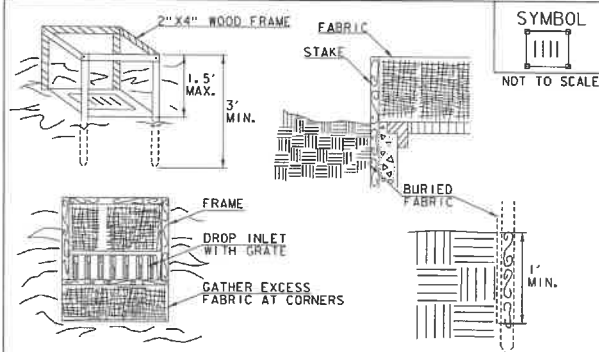 2"X4" WOOD FRAME
1.5'
MAX.
3'
MIN.
FABRIC
STAKE
SYMBOL
NOT TO SCALE
FRAME
DROP INLET
WITH GRATE
GATHER EXCESS
FABRIC AT CORNERS
BURIED
FABRIC
1'
MIN.